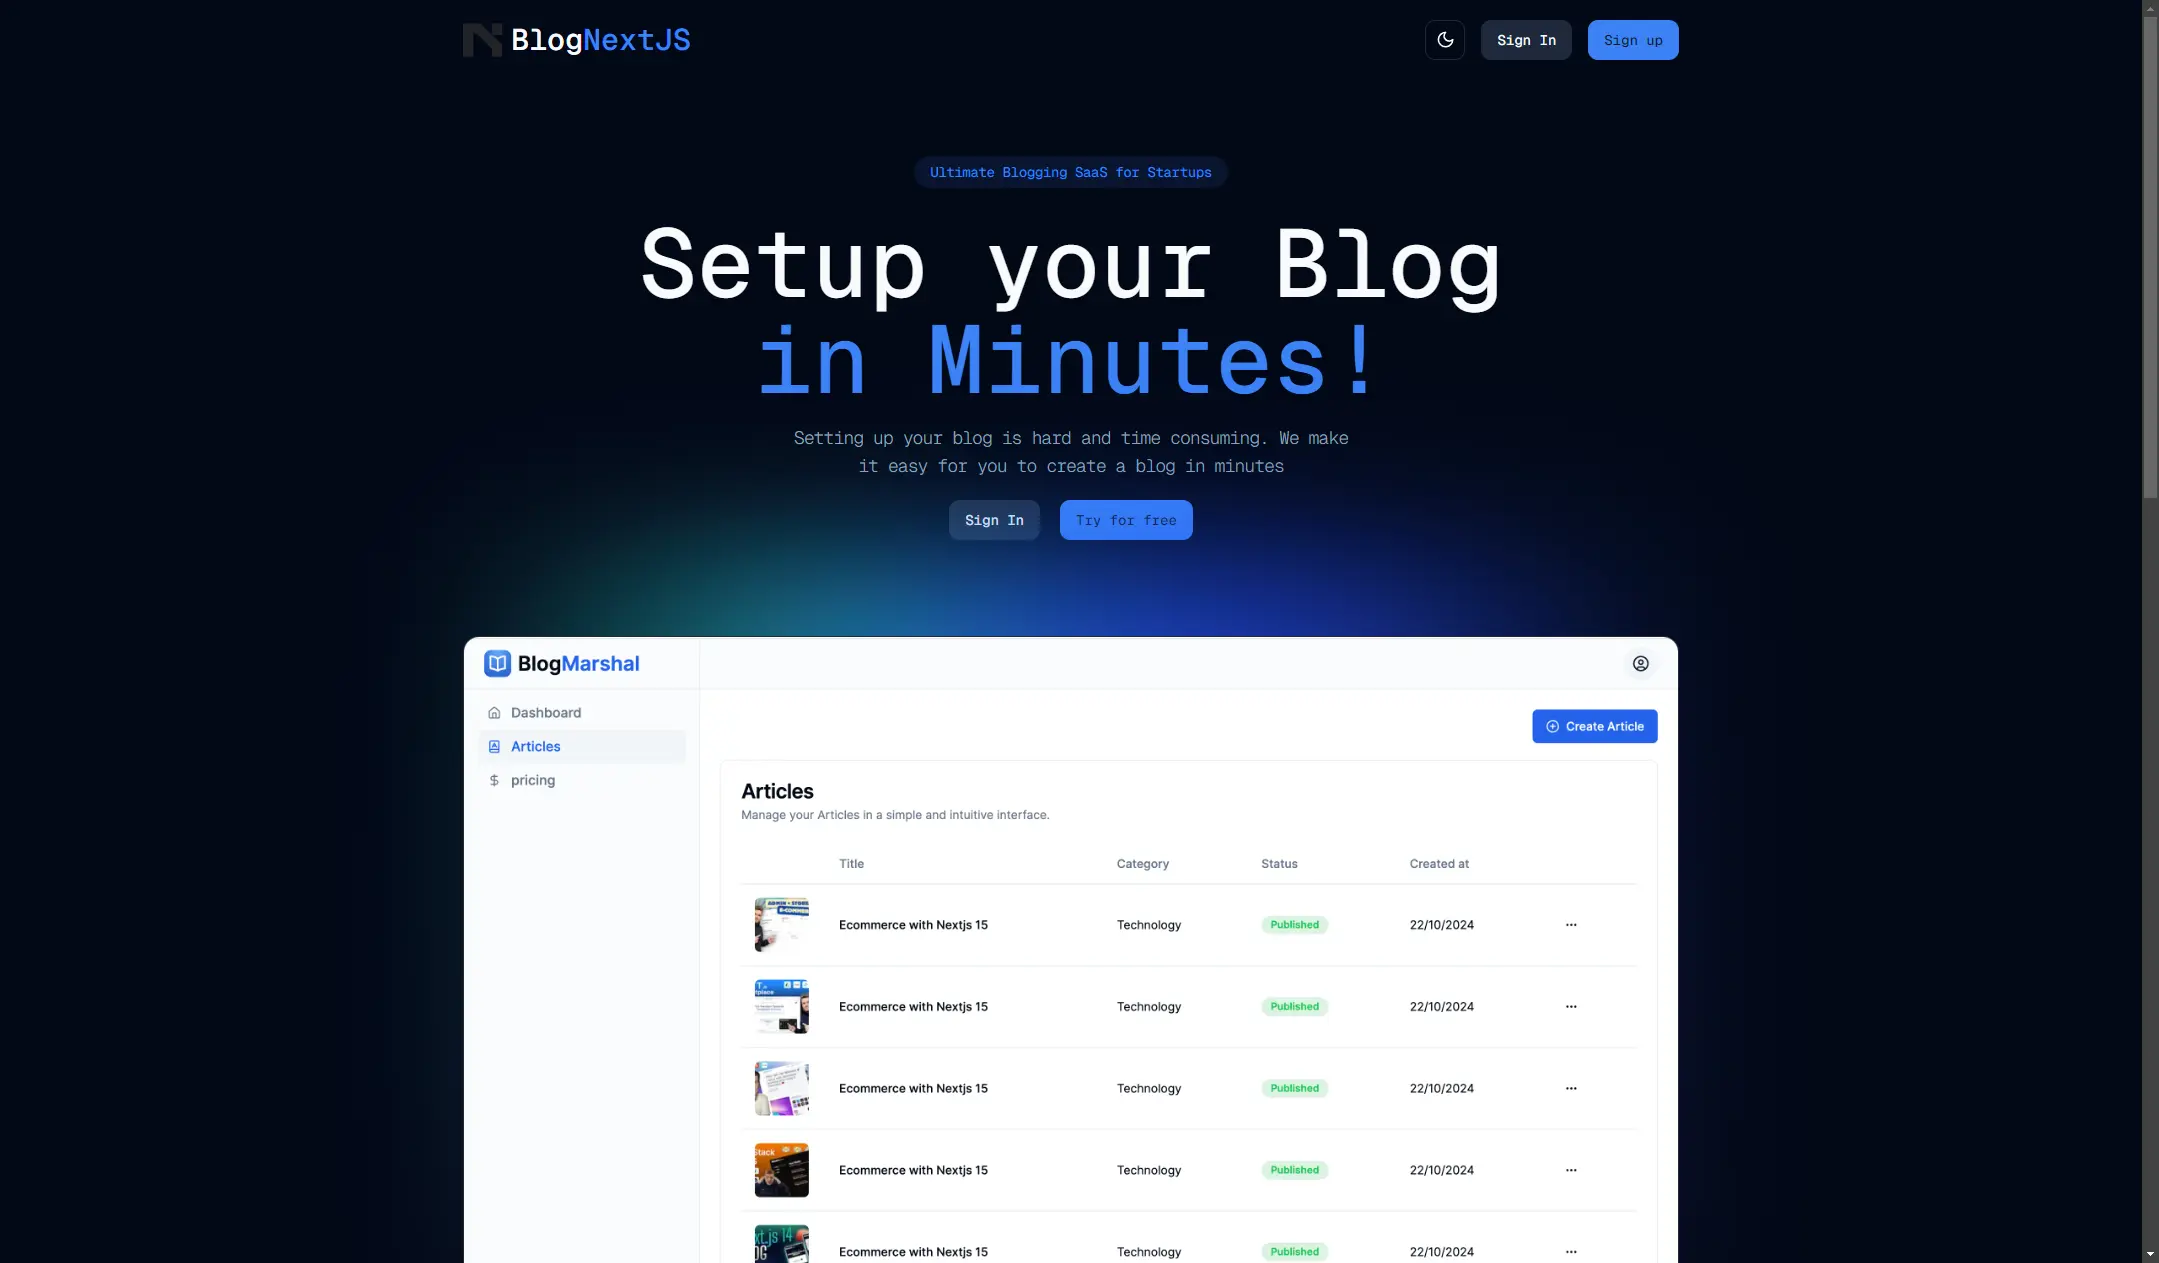 BlogNextJS
Sign In
Sign up
Ultimate Blogging SaaS for Startups
Setup your Blog
in Minutes!
Setting up your blog is hard and time consuming. We make
it easy for you to create a blog in minutes
Sign In
Try for free
BlogMarshal
Dashboard
Articles
pricing
Create Article
Articles
Manage your Articles in a simple and intuitive interface.
Title Category Status Created at
Ecommerce with Nextjs 15 Technology Published 22/10/2024
Ecommerce with Nextjs 15 Technology Published 22/10/2024
Ecommerce with Nextjs 15 Technology Published 22/10/2024
Stack
Ecommerce with Nextjs 15 Technology Published 22/10/2024
Ecommerce with Nextjs 15 Technology Published 22/10/2024